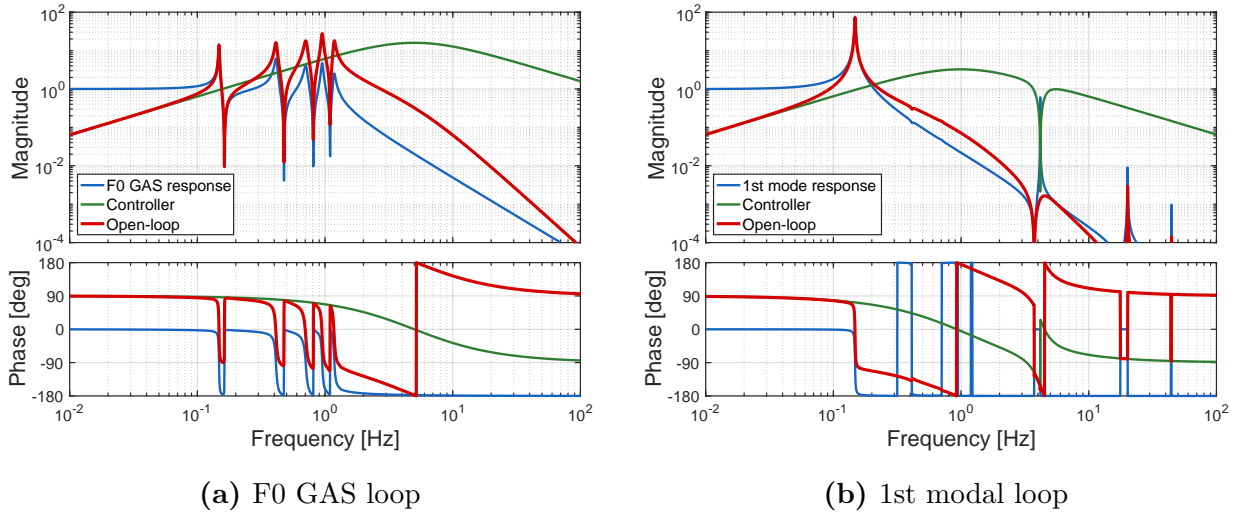 10^2
10^0
10^-2
10^-4
Magnitude
F0 GAS response
Controller
Open-loop
180
90
0
-90
-180
Phase [deg]
10^-2 10^-1 10^0 10^1 10^2
Frequency [Hz]
(a) F0 GAS loop
10^2
10^0
10^-2
10^-4
Magnitude
1st mode response
Controller
Open-loop
180
90
0
-90
-180
Phase [deg]
10^-2 10^-1 10^0 10^1 10^2
Frequency [Hz]
(b) 1st modal loop